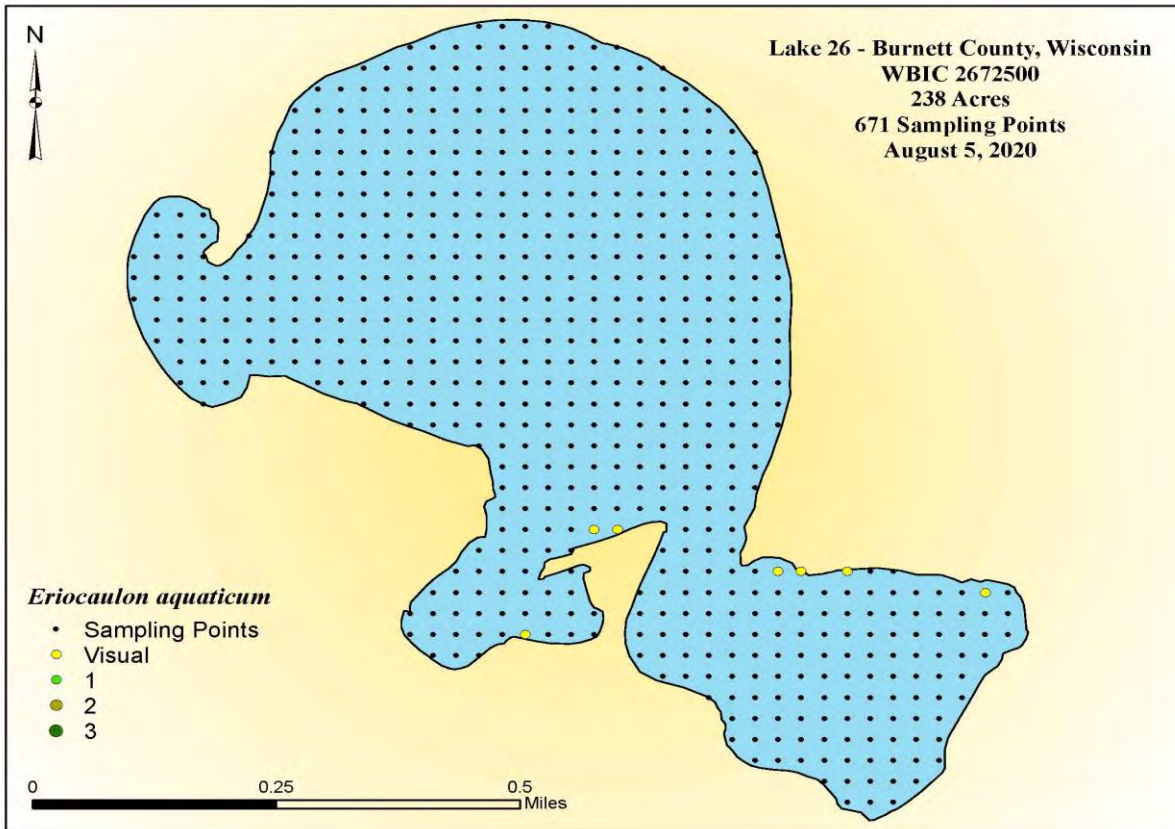 N
Lake 26 - Burnett County, Wisconsin
WBIC 2672500
238 Acres
671 Sampling Points
August 5, 2020
Eriocaulon aquaticum
Sampling Points
Visual
1
2
3
0 0.25 0.5
Miles